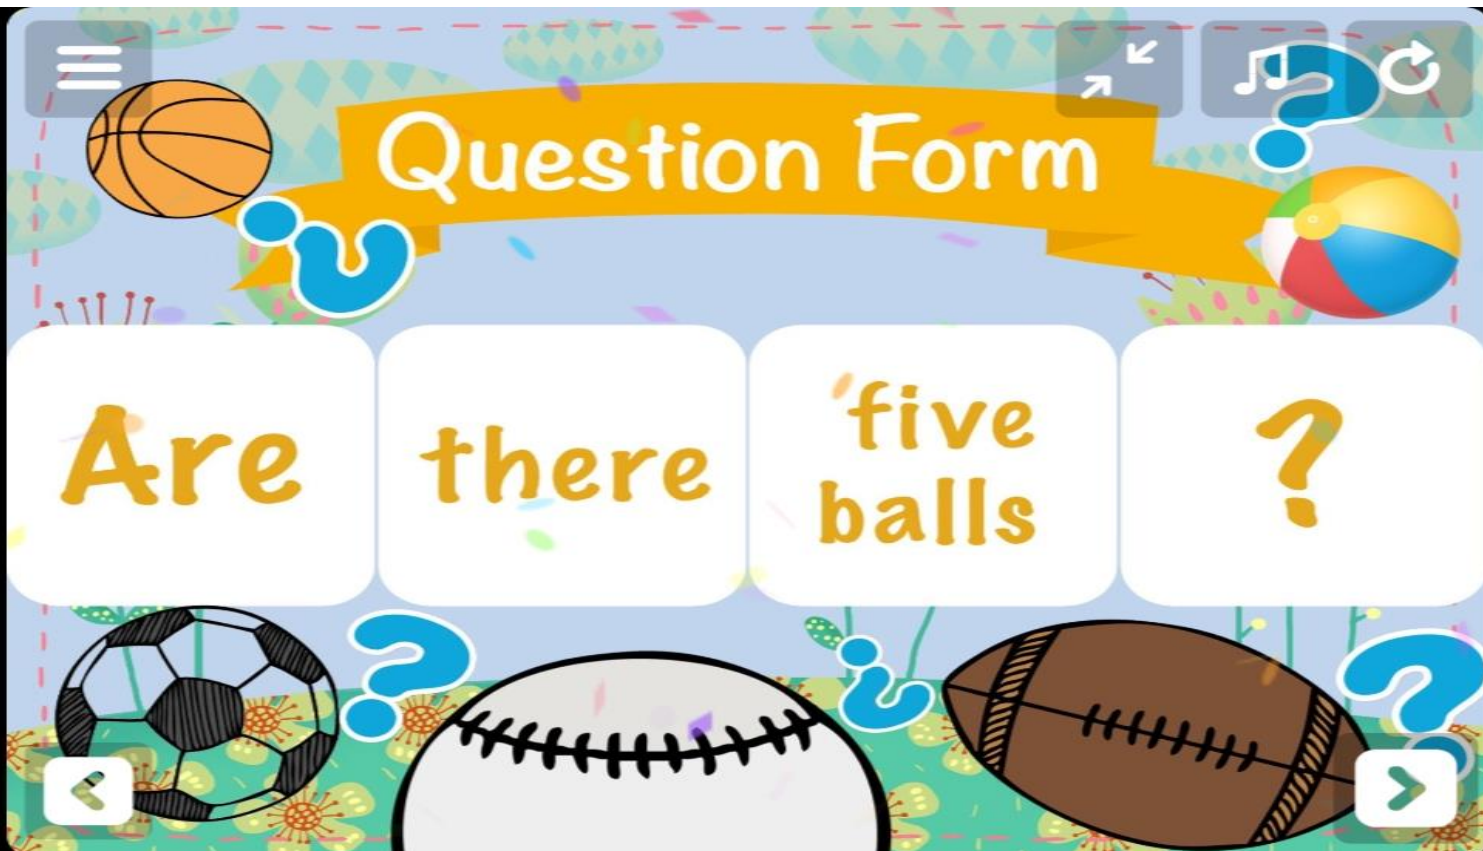 Question Form
Are
there
five
balls
?